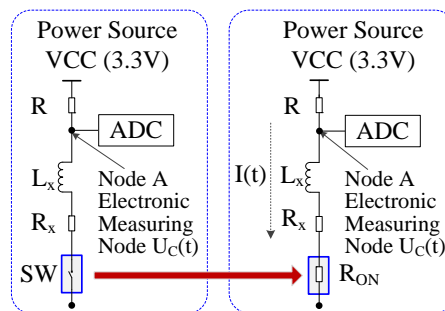 Power Source
VCC (3.3V)
R
ADC
Lx
Node A
Electronic
Measuring
Node UC(t)
Rx
SW
Power Source
VCC (3.3V)
R
ADC
I(t)
Lx
Node A
Electronic
Measuring
Node UC(t)
Rx
RON